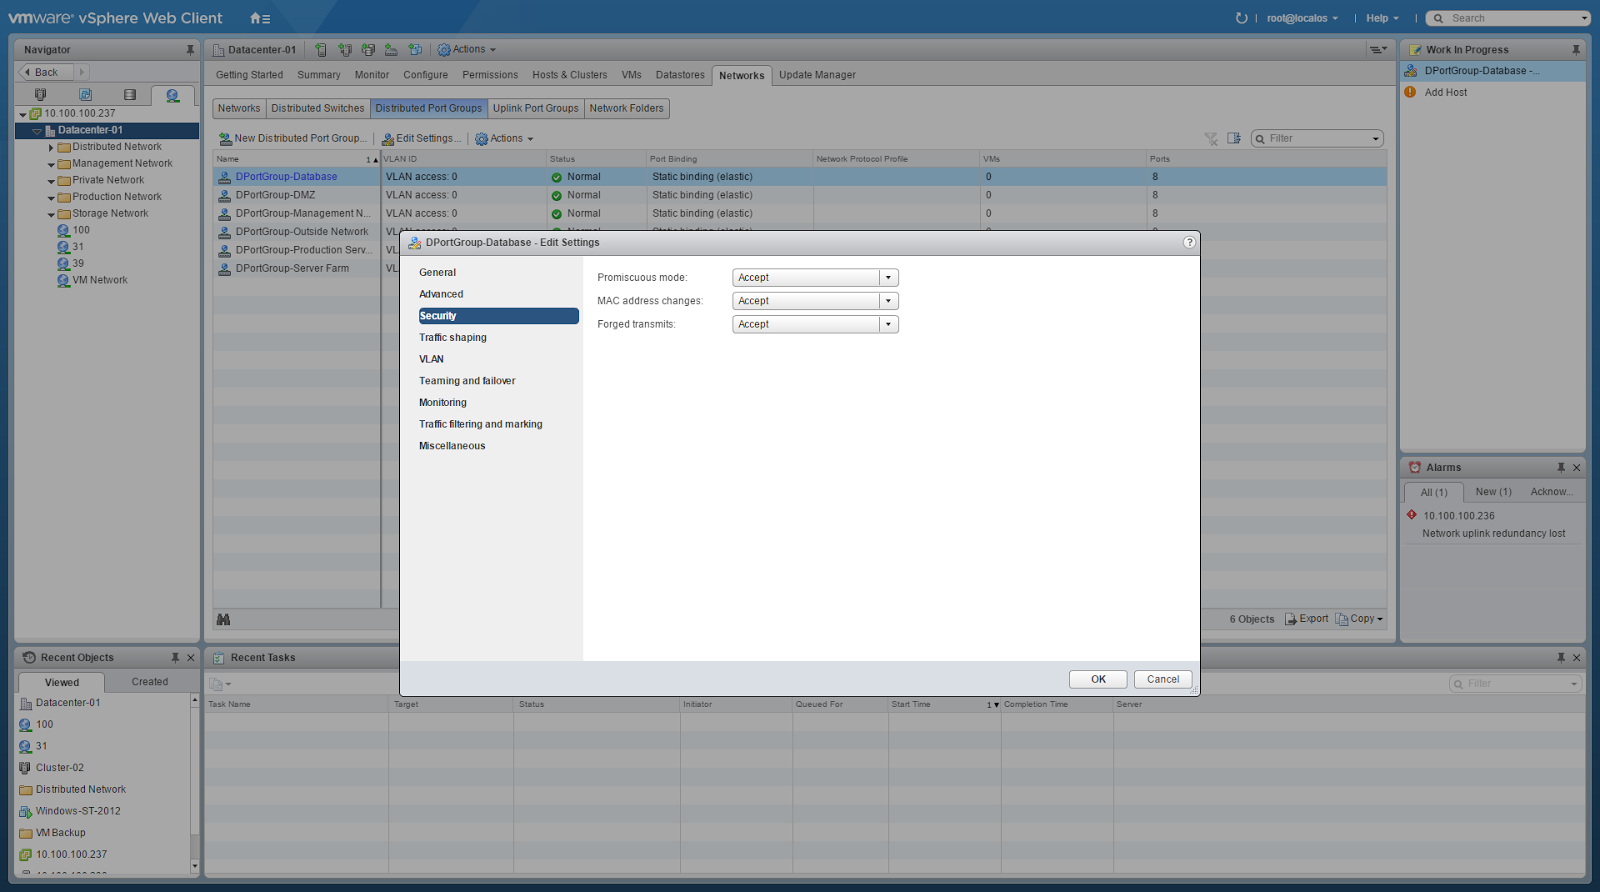 vmware® vSphere Web Client
root@localos
Help
Search
Navigator
Back
10.100.100.237
Datacenter-01
Distributed Network
Management Network
Private Network
Production Network
Storage Network
100
31
39
VM Network
Datacenter-01
Actions
Getting Started Summary Monitor Configure Permissions Hosts & Clusters VMs Datastores Networks Update Manager
Networks Distributed Switches Distributed Port Groups Uplink Port Groups Network Folders
New Distributed Port Group... Edit Settings... Actions
Filter
Name 1 VLAN ID Status Port Binding Network Protocol Profile VMs Ports
DPortGroup-Database VLAN access: 0 Normal Static binding (elastic) 0 8
DPortGroup-DMZ VLAN access: 0 Normal Static binding (elastic) 0 8
DPortGroup-Management N... VLAN access: 0 Normal Static binding (elastic) 0 8
DPortGroup-Outside Network
DPortGroup-Production Serv...
DPortGroup-Server Farm
6 Objects Export Copy
DPortGroup-Database - Edit Settings
?
General
Advanced
Security
Traffic shaping
VLAN
Teaming and failover
Monitoring
Traffic filtering and marking
Miscellaneous
Promiscuous mode: Accept
MAC address changes: Accept
Forged transmits: Accept
OK Cancel
Work In Progress
DPortGroup-Database -...
Add Host
Alarms
All (1) New (1) Acknow...
10.100.100.236
Network uplink redundancy lost
Recent Objects
Viewed Created
Datacenter-01
100
31
Cluster-02
Distributed Network
Windows-ST-2012
VM Backup
10.100.100.237
Recent Tasks
Filter
Task Name Target Status Initiator Queued For Start Time 1 Completion Time Server